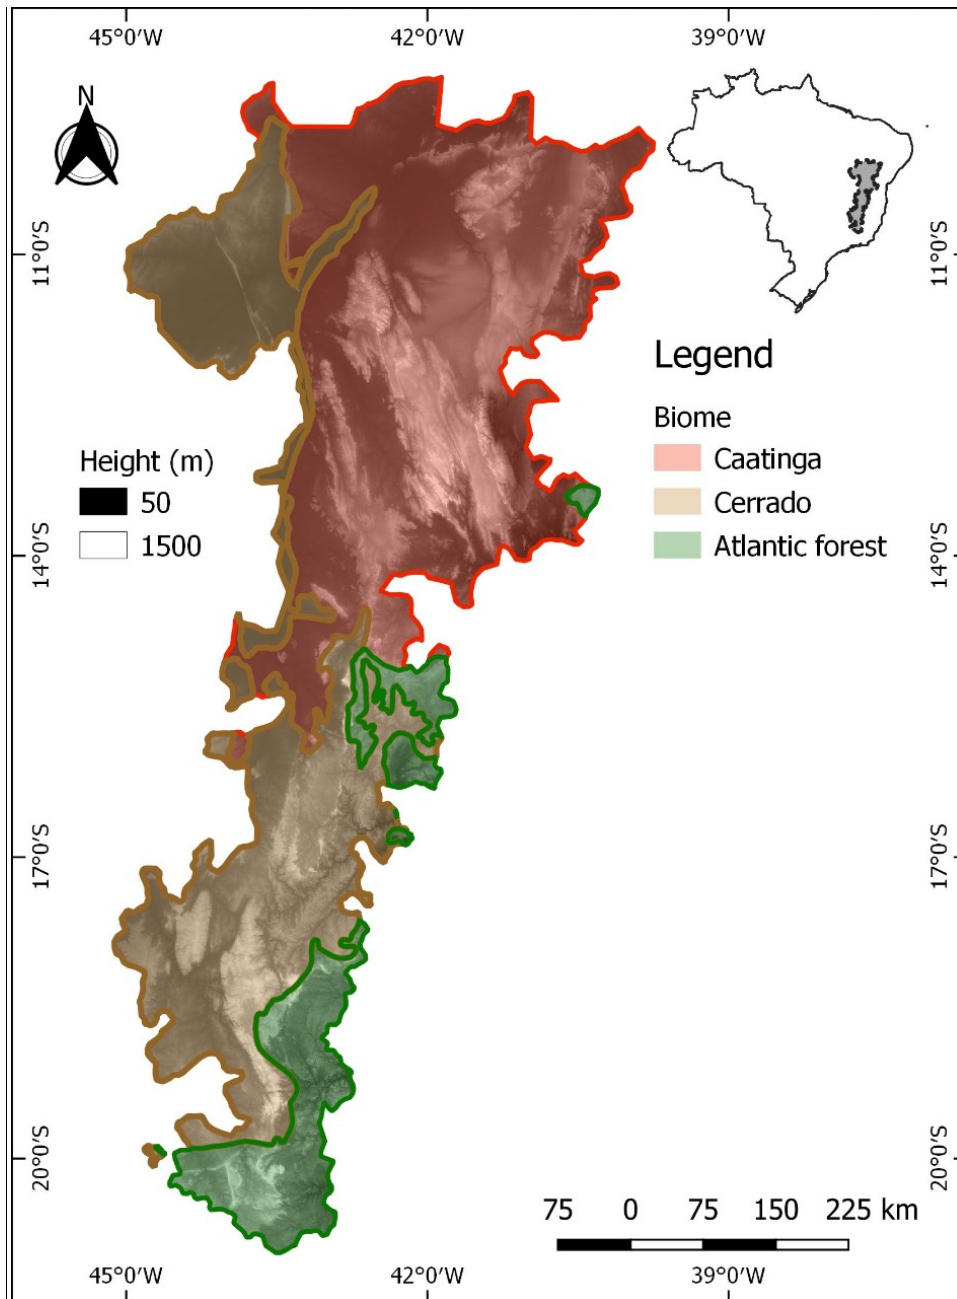 45°0′W 42°0′W 39°0′W
N
11°0′S 11°0′S
Legend
Biome
Height (m)
Caatinga
50
Cerrado
1500
Atlantic forest
14°0′S 14°0′S
17°0′S 17°0′S
20°0′S 20°0′S
75 0 75 150 225 km
45°0′W 42°0′W 39°0′W